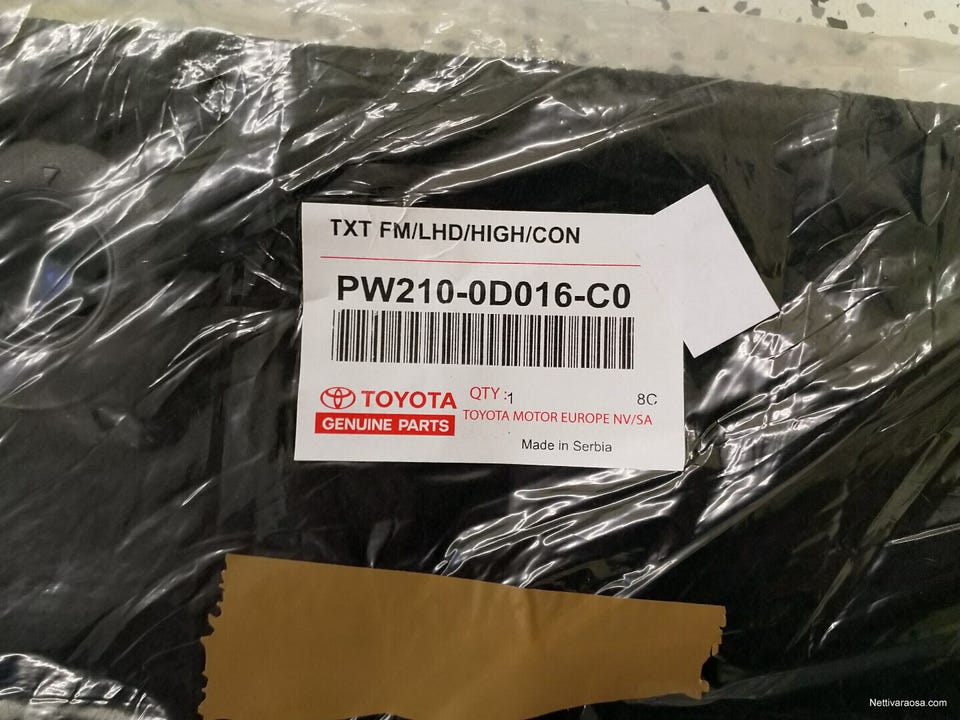 TXT FM/LHD/HIGH/CON
PW210-0D016-C0
TOYOTA QTY :1 8C
GENUINE PARTS TOYOTA MOTOR EUROPE NV/SA
Made in Serbia
Nettivaraosa.com